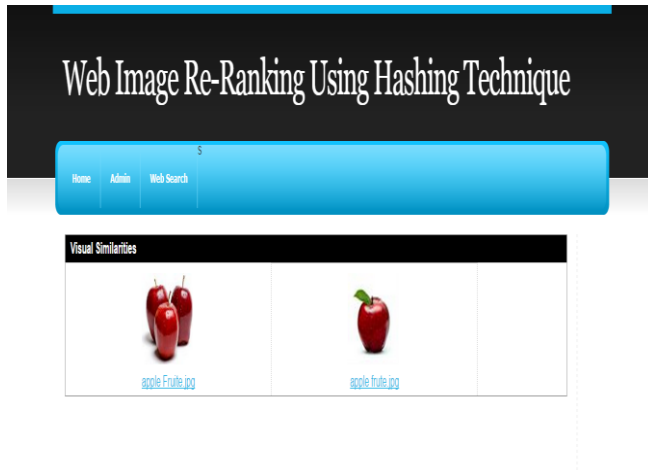 Web Image Re-Ranking Using Hashing Technique
s
Home Admin Web Search
Visual Similarities
apple Fruite.jpg apple frute.jpg